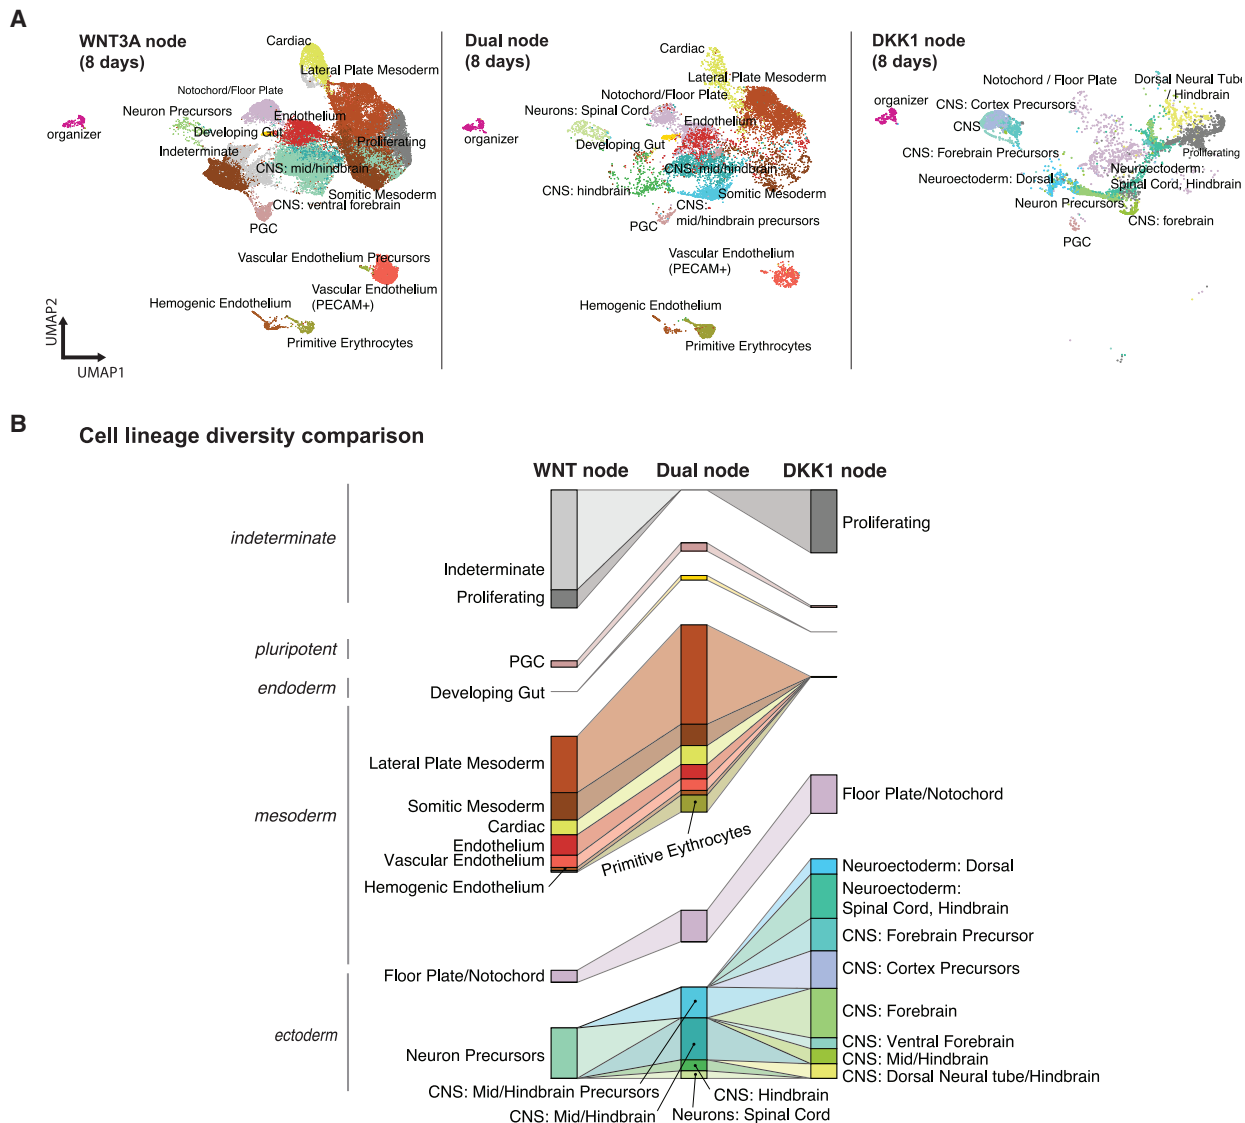 A
WNT3A node
(8 days)
Cardiac
Lateral Plate Mesoderm
Notochord/Floor Plate
Neuron Precursors
Endothelium
organizer
Developing Gut
Proliferating
Indeterminate
CNS: mid/hindbrain
Somitic Mesoderm
CNS: ventral forebrain
PGC
Vascular Endothelium Precursors
Vascular Endothelium
(PECAM+)
Hemogenic Endothelium
Primitive Erythrocytes
UMAP2
UMAP1
Dual node
(8 days)
Cardiac
Lateral Plate Mesoderm
Notochord/Floor Plate
Neurons: Spinal Cord
Endothelium
organizer
Developing Gut
CNS: mid/hindbrain
CNS: hindbrain
Somitic Mesoderm
CNS:
mid/hindbrain precursors
PGC
Vascular Endothelium
(PECAM+)
Hemogenic Endothelium
Primitive Erythrocytes
DKK1 node
(8 days)
Notochord / Floor Plate
Dorsal Neural Tube
/ Hindbrain
organizer
CNS: Cortex Precursors
CNS
CNS: Forebrain Precursors
Proliferating
Neuroectoderm: Dorsal
Neuroectoderm:
Spinal Cord, Hindbrain
Neuron Precursors
CNS: forebrain
PGC
B
Cell lineage diversity comparison
WNT node
Dual node
DKK1 node
indeterminate
Indeterminate
Proliferating
Proliferating
pluripotent
PGC
endoderm
Developing Gut
mesoderm
Lateral Plate Mesoderm
Somitic Mesoderm
Cardiac
Endothelium
Vascular Endothelium
Hemogenic Endothelium
Primitive Eythrocytes
Floor Plate/Notochord
Floor Plate/Notochord
ectoderm
Neuron Precursors
CNS: Mid/Hindbrain Precursors
CNS: Mid/Hindbrain
CNS: Hindbrain
Neurons: Spinal Cord
Neuroectoderm: Dorsal
Neuroectoderm:
Spinal Cord, Hindbrain
CNS: Forebrain Precursor
CNS: Cortex Precursors
CNS: Forebrain
CNS: Ventral Forebrain
CNS: Mid/Hindbrain
CNS: Dorsal Neural tube/Hindbrain